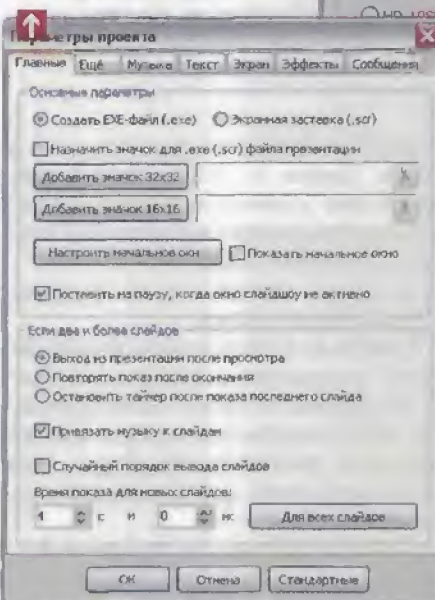 HD
Параметры проекта
Главные Ещё Музыка Текст Экран Эффекты Сообщения
Основные параметры
Создать EXE-файл (.exe) Экранная заставка (.scr)
Назначить значок для .exe (.scr) файла презентации
Добавить значок 32x32
Добавить значок 16x16
Настроить начальное окн Показать начальное окно
Поставить на паузу, когда окно слайдшоу не активно
Если два и более слайдов
Выход из презентации после просмотра
Повторять показ после окончания
Остановить таймер после показа последнего слайда
Привязать музыку к слайдам
Случайный порядок вывода слайдов
Время показа для новых слайдов:
4 с и 0 мс Для всех слайдов
OK Отмена Стандартные